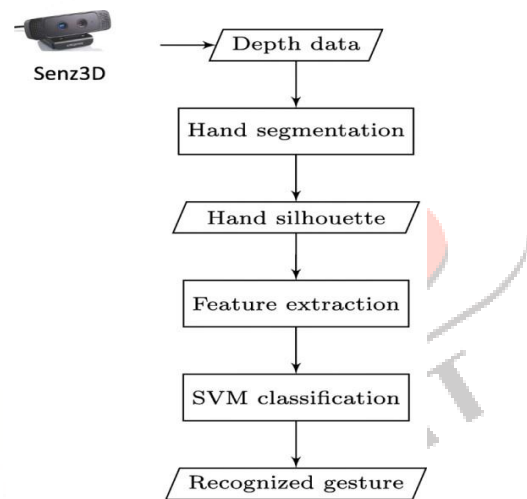 Depth data
Senz3D
Hand segmentation
Hand silhouette
Feature extraction
SVM classification
Recognized gesture